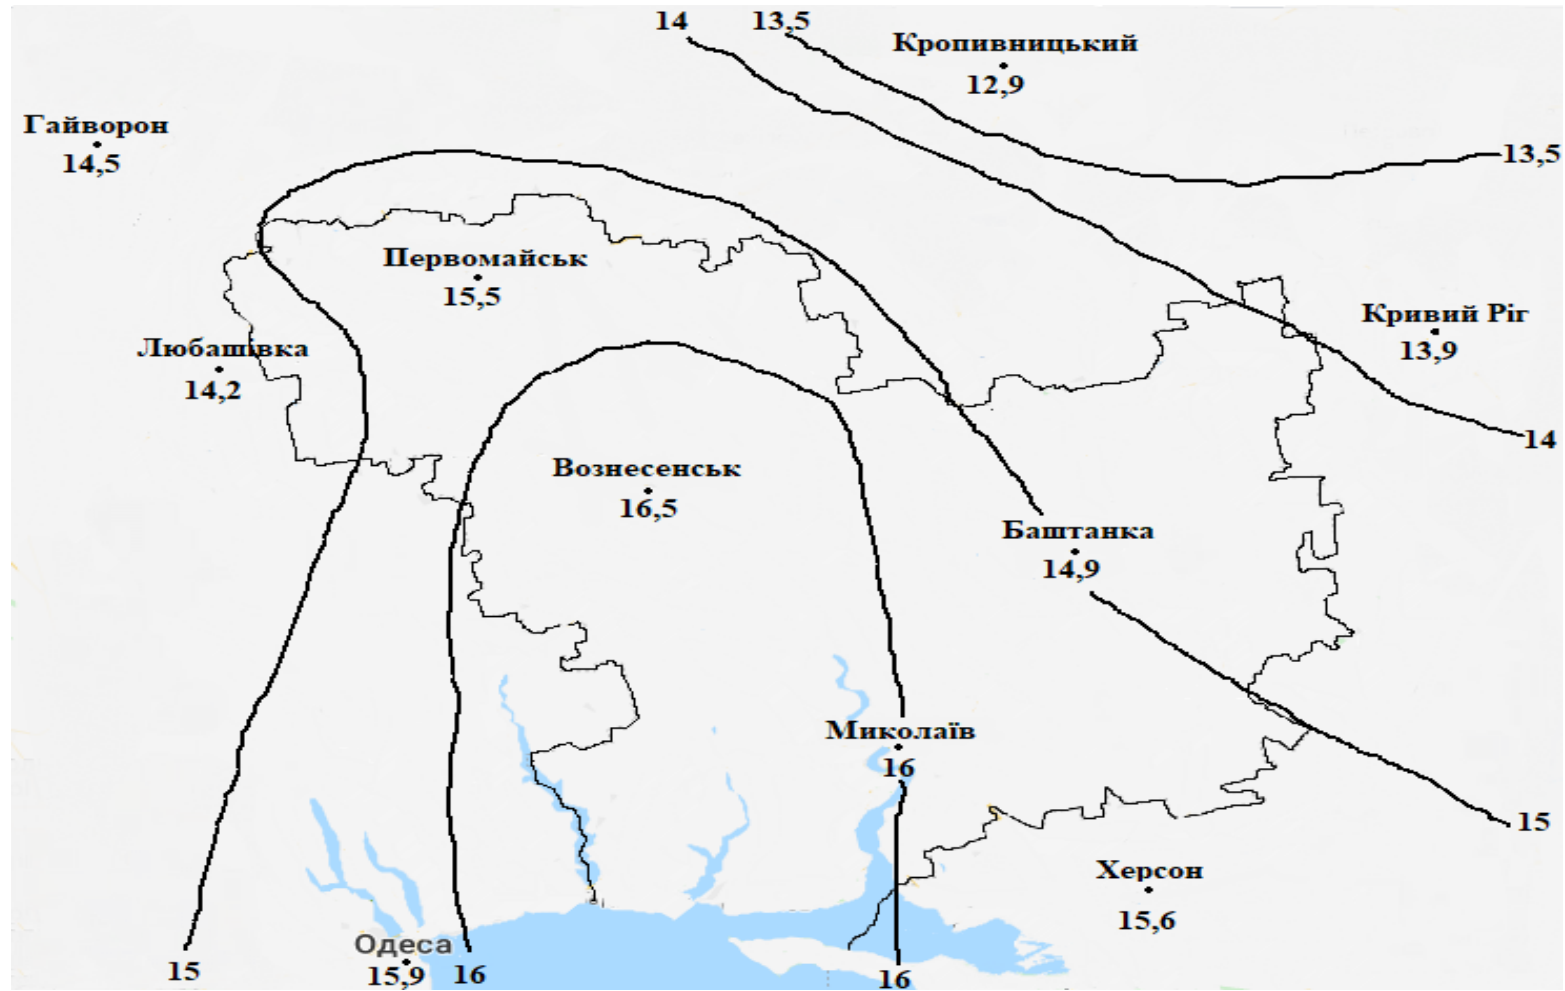 14 13,5
Кропивницький
12,9
Гайворон
14,5
13,5
Первомайськ
15,5
Кривий Ріг
13,9
Любашівка
14,2
14
Вознесенськ
16,5
Баштанка
14,9
Миколаїв
16
15
Херсон
15,6
Одеса
15,9
15
16
16